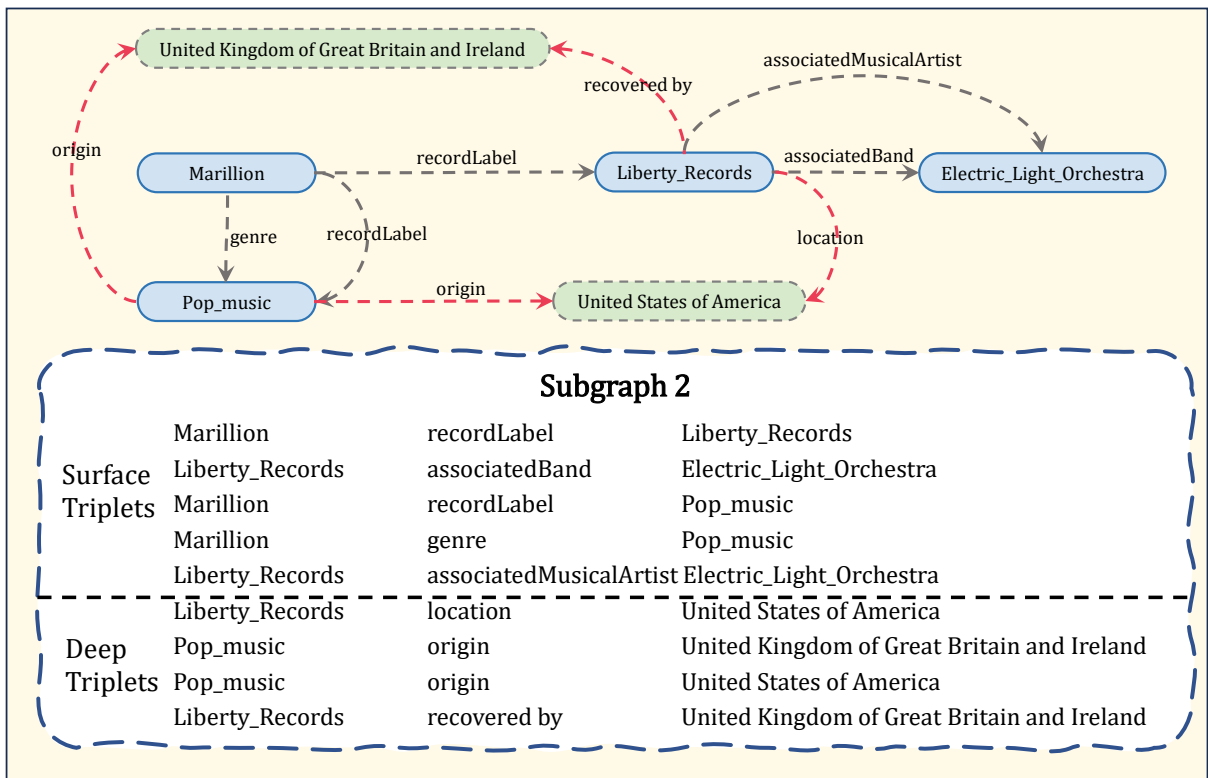 United Kingdom of Great Britain and Ireland
associatedMusicalArtist
recovered by
origin
recordLabel
associatedBand
Marillion
Liberty_Records
Electric_Light_Orchestra
genre
recordLabel
location
origin
Pop_music
United States of America
Subgraph 2
Surface Triplets
Marillion recordLabel Liberty_Records
Liberty_Records associatedBand Electric_Light_Orchestra
Marillion recordLabel Pop_music
Marillion genre Pop_music
Liberty_Records associatedMusicalArtist Electric_Light_Orchestra
Deep Triplets
Liberty_Records location United States of America
Pop_music origin United Kingdom of Great Britain and Ireland
Pop_music origin United States of America
Liberty_Records recovered by United Kingdom of Great Britain and Ireland